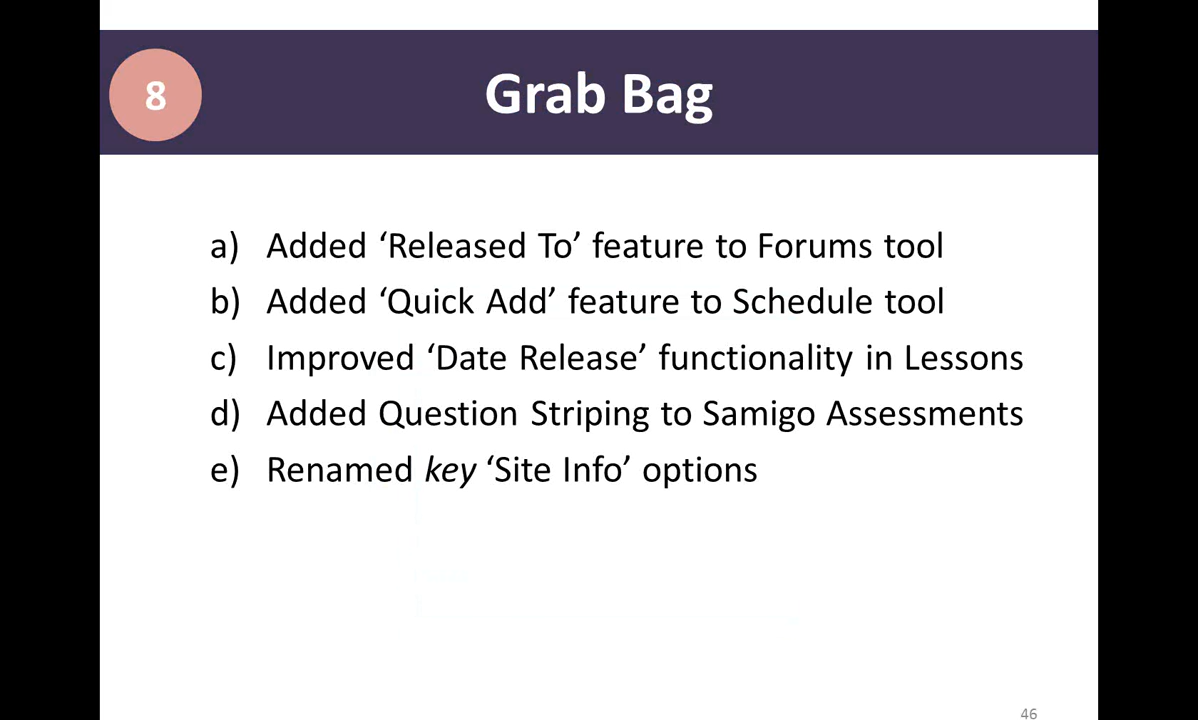 8
Grab Bag
a) Added ‘Released To’ feature to Forums tool
b) Added ‘Quick Add’ feature to Schedule tool
c) Improved ‘Date Release’ functionality in Lessons
d) Added Question Striping to Samigo Assessments
e) Renamed key ‘Site Info’ options
46